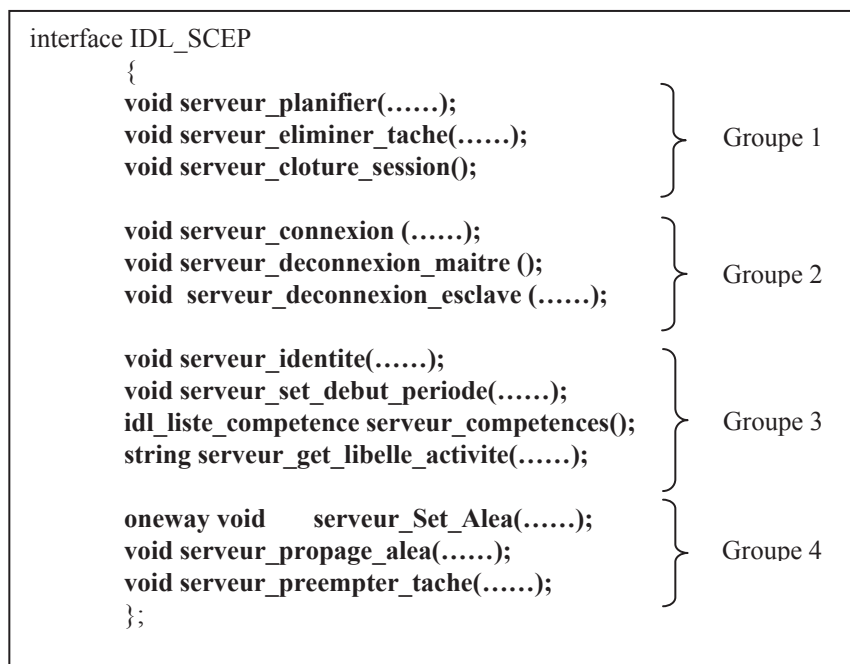 interface IDL_SCEP
{
void serveur_planifier(……);
void serveur_eliminer_tache(……);
Groupe 1
void serveur_cloture_session();
void serveur_connexion (……);
void serveur_deconnexion_maitre ();
Groupe 2
void serveur_deconnexion_esclave (……);
void serveur_identite(……);
void serveur_set_debut_periode(……);
idl_liste_competence serveur_competences();
Groupe 3
string serveur_get_libelle_activite(……);
oneway void serveur_Set_Alea(……);
void serveur_propage_alea(……);
Groupe 4
void serveur_preempter_tache(……);
};